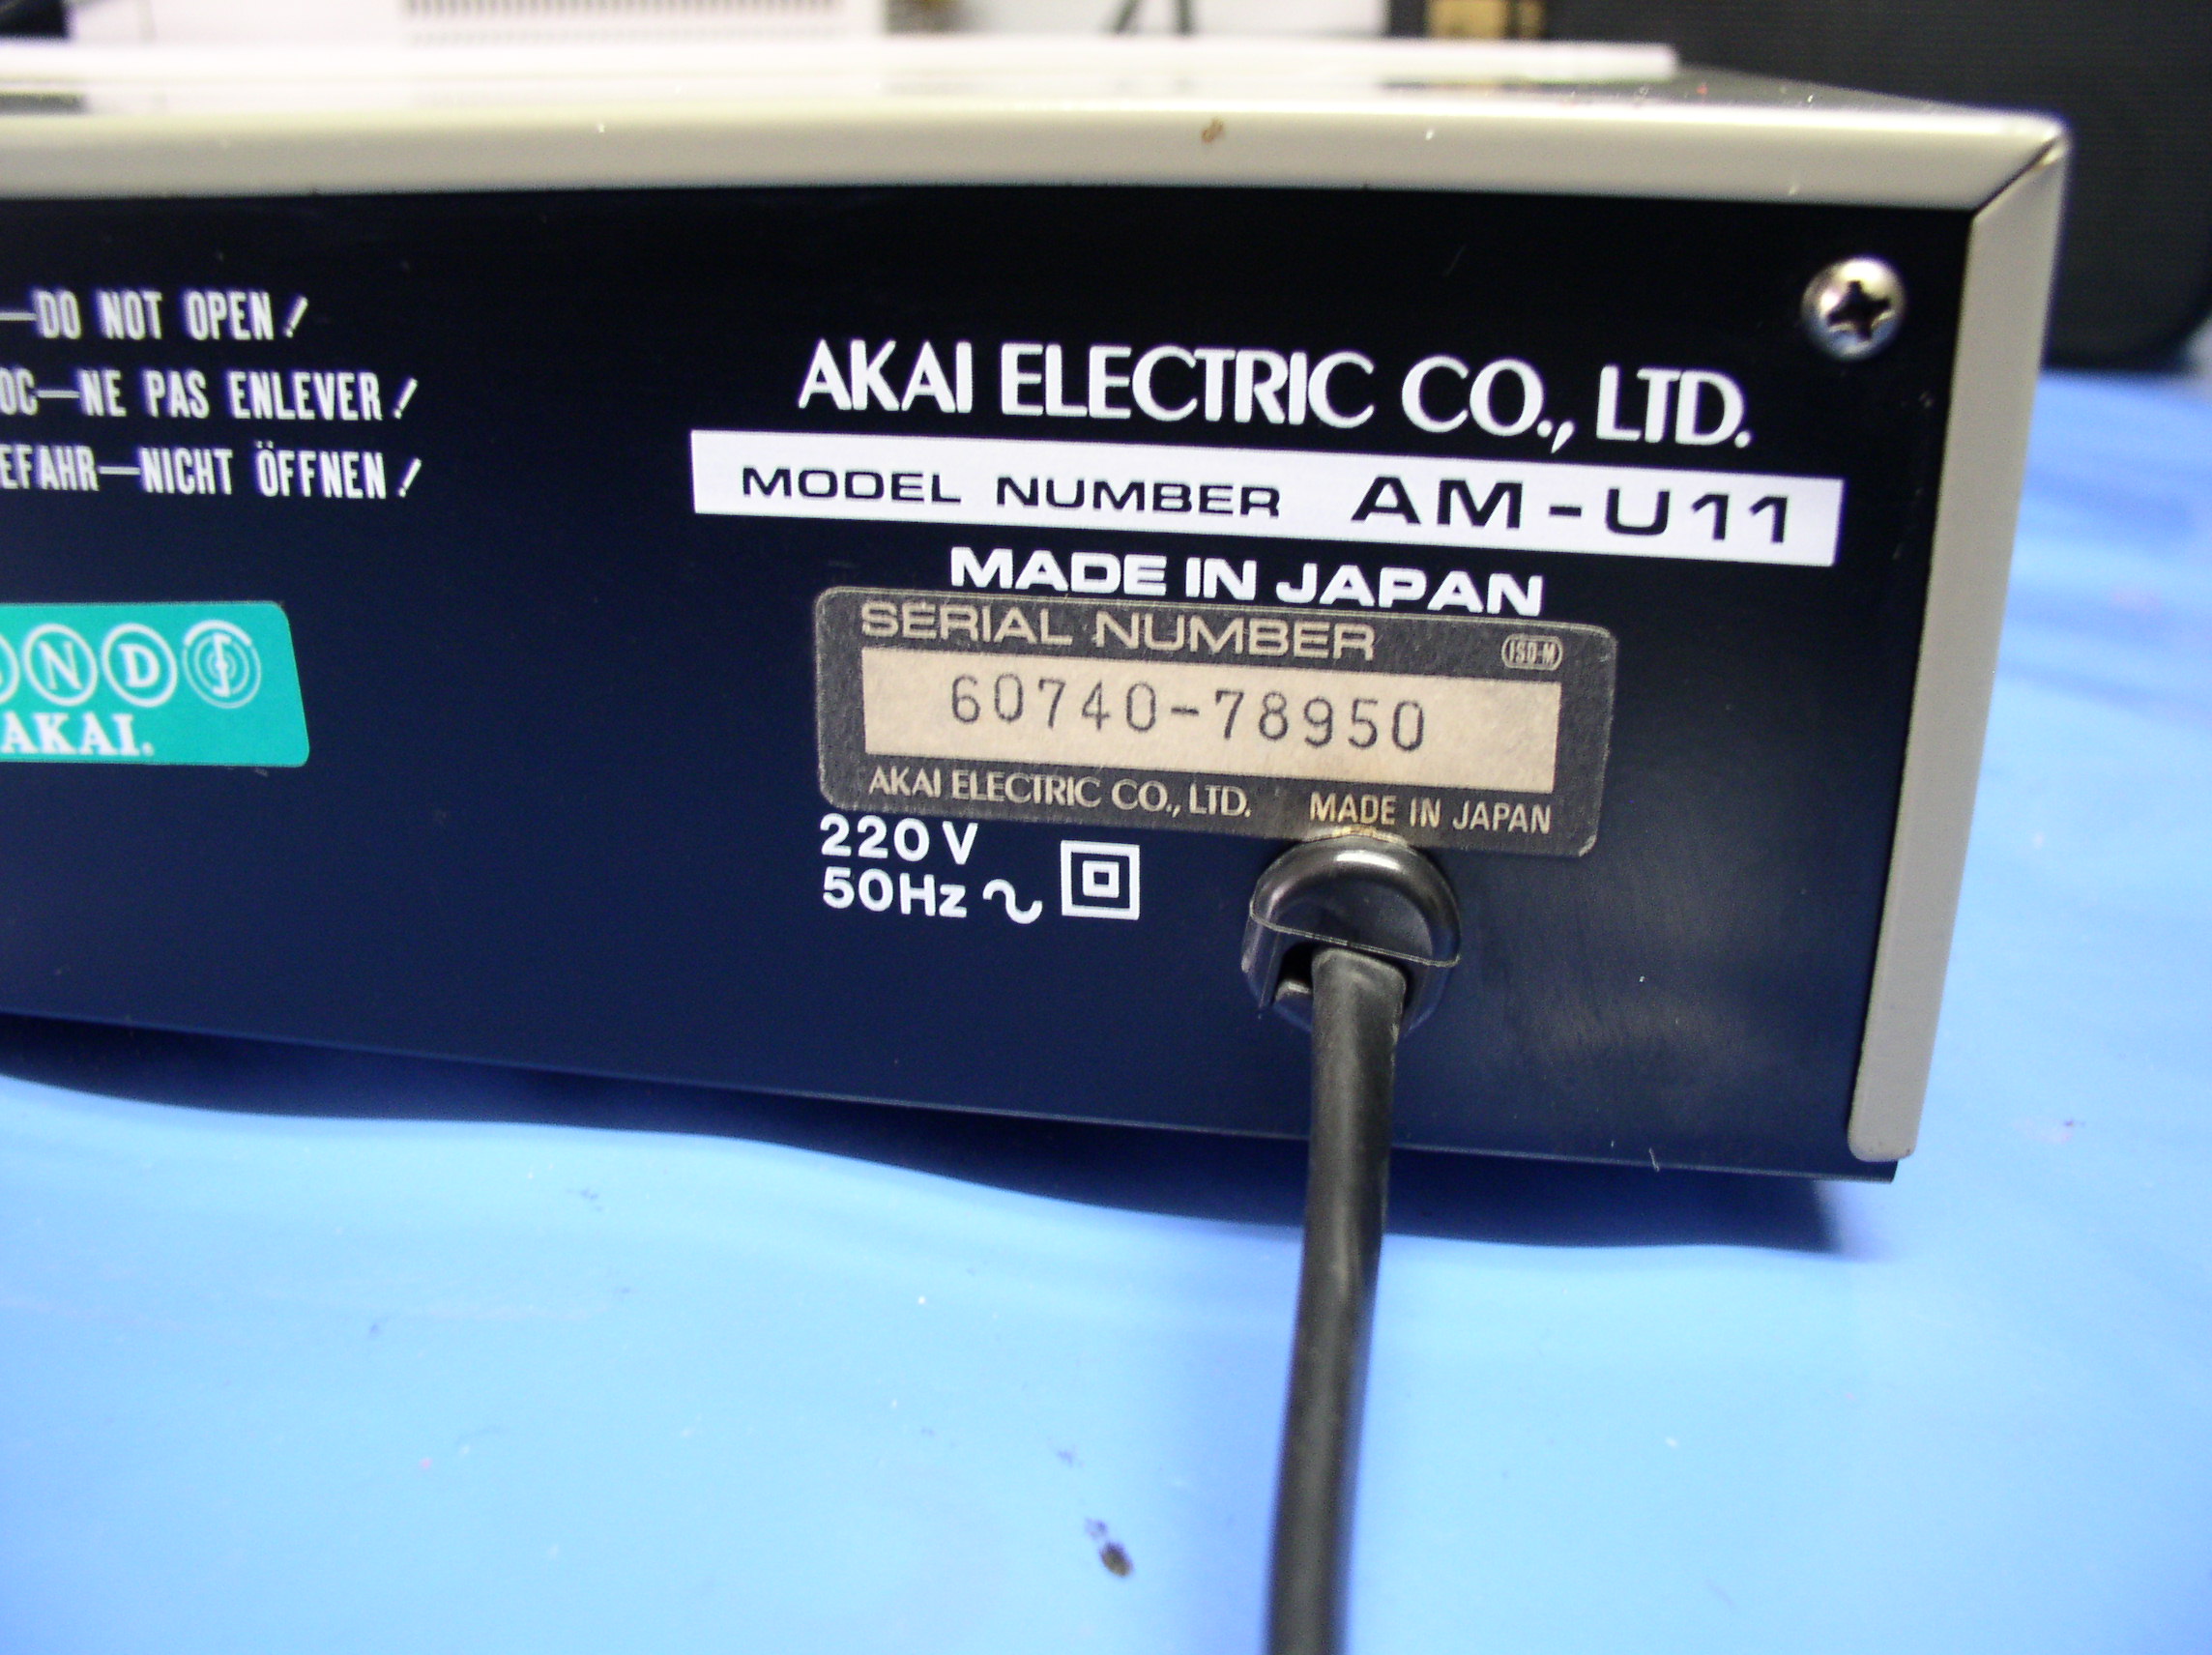 —DO NOT OPEN!
OC—NE PAS ENLEVER!
EFAHR—NICHT ÖFFNEN!
AKAI ELECTRIC CO., LTD.
MODEL NUMBER AM-U11
MADE IN JAPAN
SERIAL NUMBER ISO-M
60740-78950
AKAI ELECTRIC CO., LTD. MADE IN JAPAN
220V
50Hz ~
N D S
AKAI.